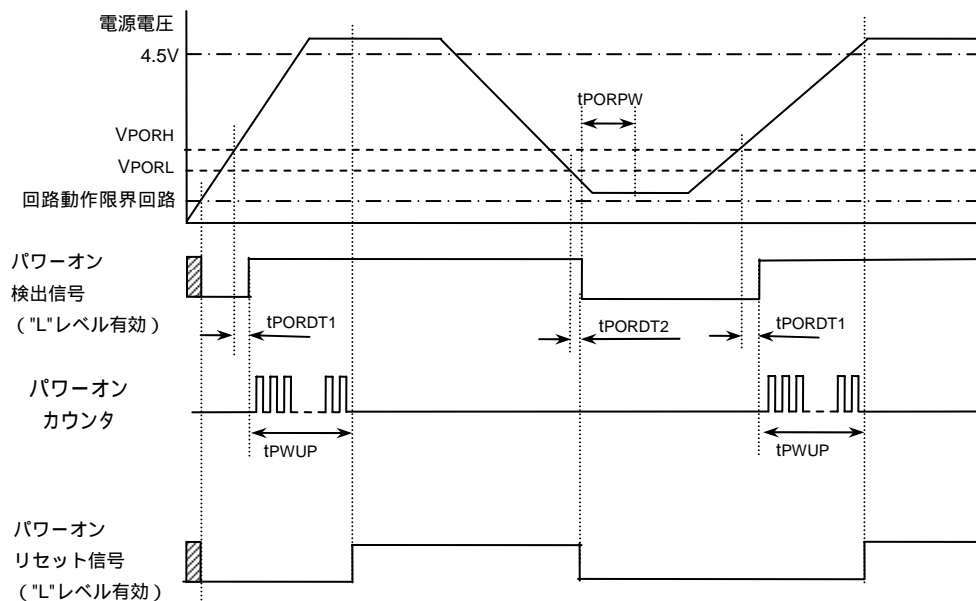 電源電圧
4.5V
tPORPW
VPORH
VPORL
回路動作限界回路
パワーオン
検出信号
("L"レベル有効)
tPORDT1
tPORDT2
tPORDT1
パワーオン
カウンタ
tPWUP
tPWUP
パワーオン
リセット信号
("L"レベル有効)